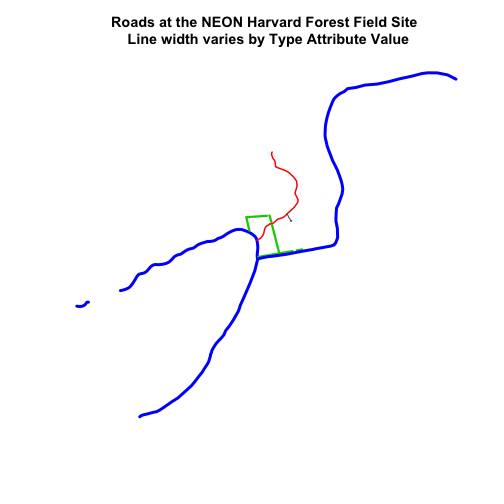 Roads at the NEON Harvard Forest Field Site
Line width varies by Type Attribute Value